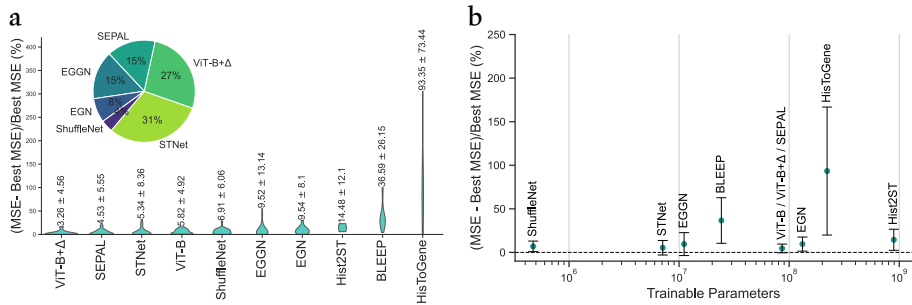 a
(MSE- Best MSE)/Best MSE (%)
400
350
300
250
200
150
100
50
0
SEPAL
15%
27%
ViT-B+Δ
EGGN
15%
EGN
8%
ShuffleNet
31%
STNet
3.26 ± 4.56
4.53 ± 5.55
5.34 ± 8.36
5.82 ± 4.92
6.91 ± 6.06
9.52 ± 13.14
9.54 ± 8.1
14.48 ± 12.1
36.59 ± 26.15
93.35 ± 73.44
ViT-B+Δ
SEPAL
STNet
ViT-B
ShuffleNet
EGGN
EGN
Hist2ST
BLEEP
HisToGene
b
(MSE - Best MSE)/Best MSE (%)
250
200
150
100
50
0
ShuffleNet
STNet
EGGN
BLEEP
ViT-B / ViT-B+Δ / SEPAL
EGN
HisToGene
Hist2ST
10⁶
10⁷
10⁸
10⁹
Trainable Parameters